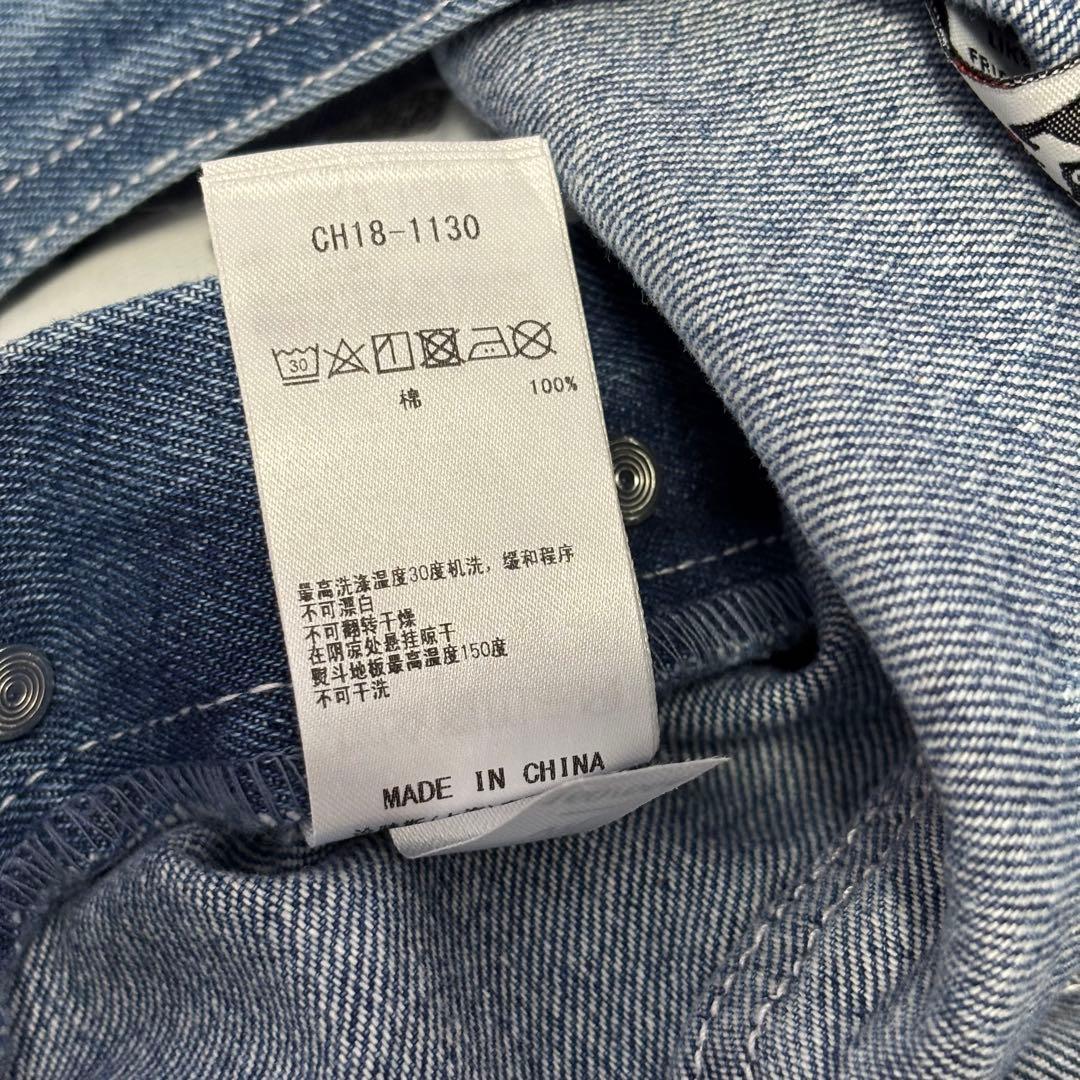 CH18-1130
30
棉 100%
最高洗涤温度30度机洗，缓和程序
不可漂白
不可翻转干燥
在阴凉处悬挂晾干
熨斗地板最高温度150度
不可干洗
MADE IN CHINA